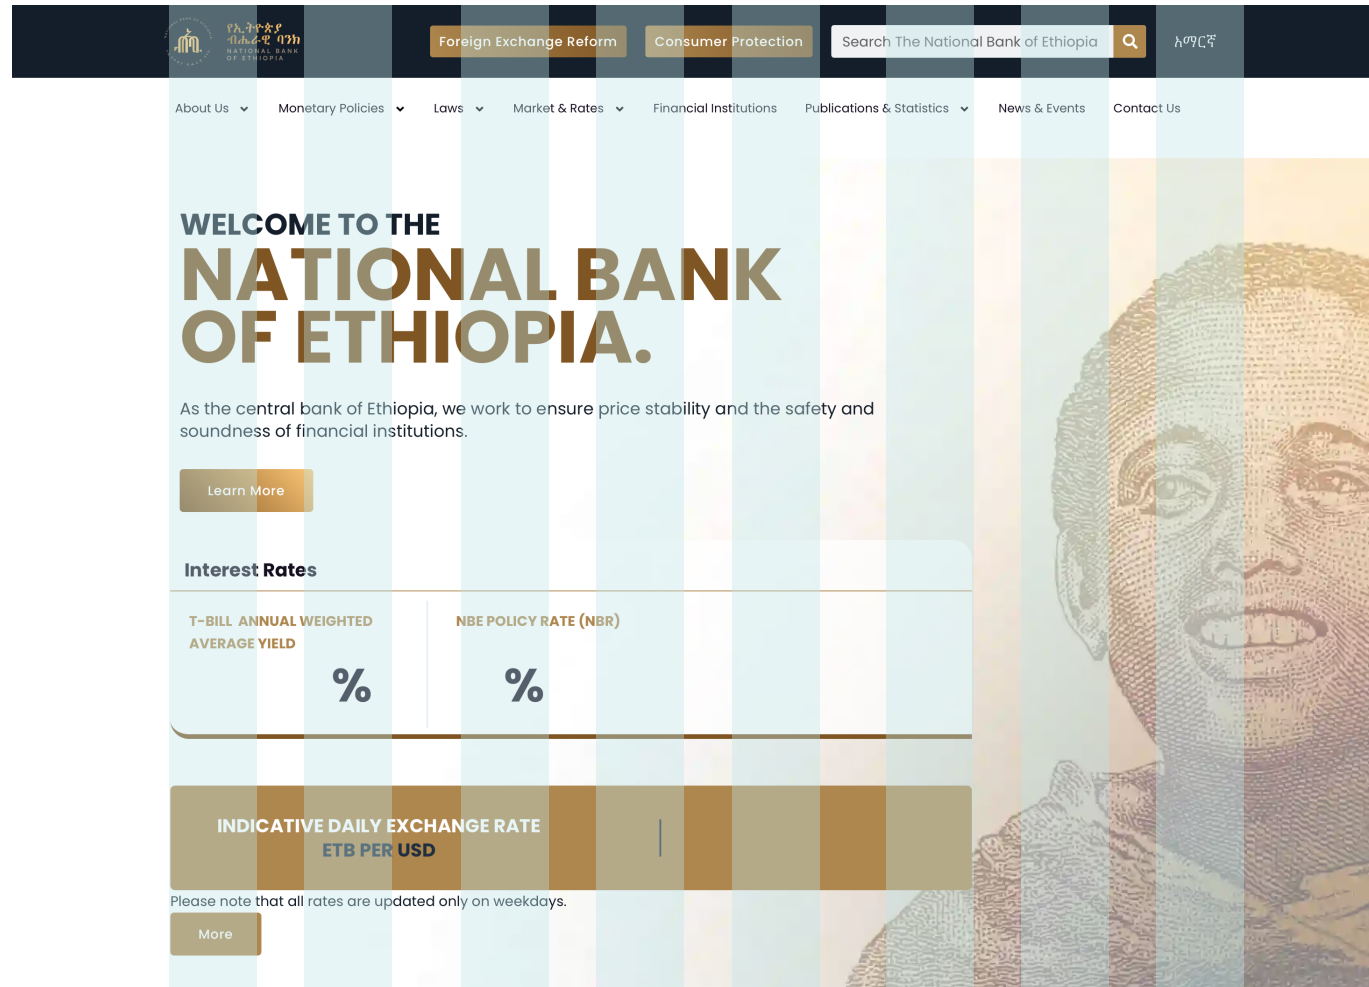 የኢትዮጵያ
ብሔራዊ ባንክ
NATIONAL BANK
OF ETHIOPIA
Foreign Exchange Reform
Consumer Protection
Search The National Bank of Ethiopia
አማርኛ
About Us
Monetary Policies
Laws
Market & Rates
Financial Institutions
Publications & Statistics
News & Events
Contact Us
WELCOME TO THE
NATIONAL BANK
OF ETHIOPIA.
As the central bank of Ethiopia, we work to ensure price stability and the safety and
soundness of financial institutions.
Learn More
Interest Rates
T-BILL ANNUAL WEIGHTED
AVERAGE YIELD
%
NBE POLICY RATE (NBR)
%
INDICATIVE DAILY EXCHANGE RATE
ETB PER USD
Please note that all rates are updated only on weekdays.
More